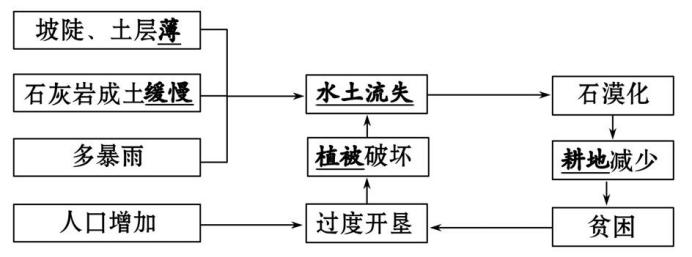 坡陡、土层薄
石灰岩成土缓慢
水土流失
石漠化
多暴雨
植被破坏
耕地减少
人口增加
过度开垦
贫困